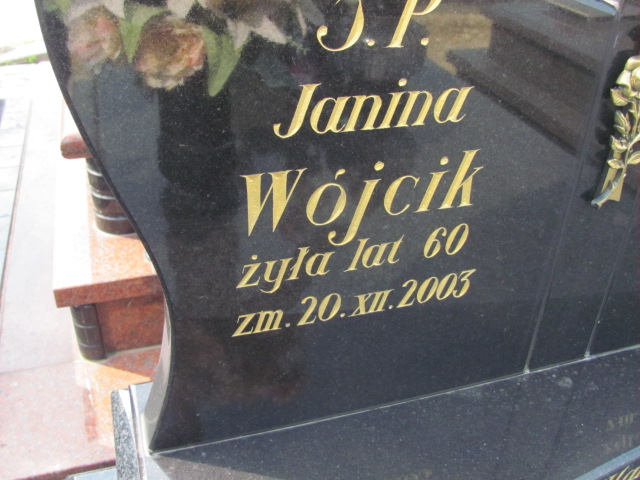 Ś.P.
Janina
Wójcik
żyła lat 60
zm. 20.XII.2003